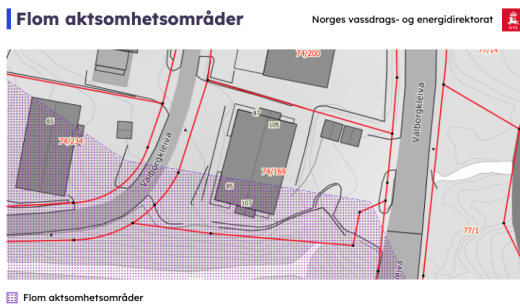 Flom aktsomhetsområder
Norges vassdrags- og energidirektorat
74/200
77/14
65
87
105
74/234
Valborgkleiva
Valborgkleiva
74/169
85
107
77/1
Flom aktsomhetsområder